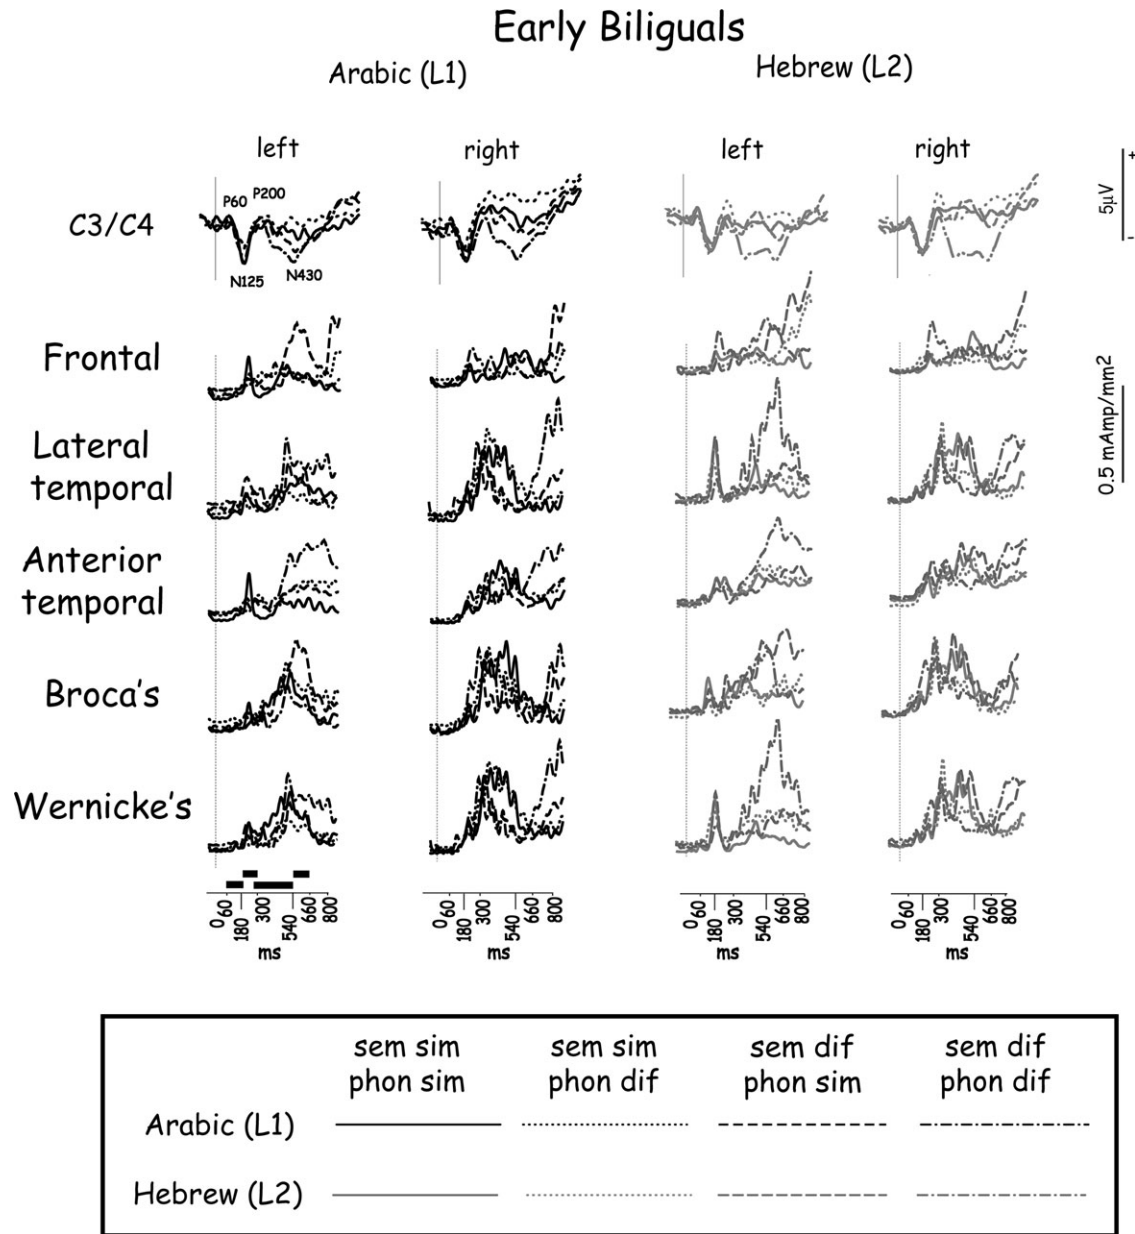 Early Biliguals
Arabic (L1) Hebrew (L2)
left right left right
C3/C4
P60 P200
N125 N430
+
5µV
-
Frontal
Lateral
temporal
0.5 mAmp/mm2
Anterior
temporal
Broca's
Wernicke's
0 60 180 300 540 660 800
ms
0 60 180 300 540 660 800
ms
0 60 180 300 540 660 800
ms
0 60 180 300 540 660 800
ms
sem sim sem sim sem dif sem dif
phon sim phon dif phon sim phon dif
Arabic (L1)
Hebrew (L2)